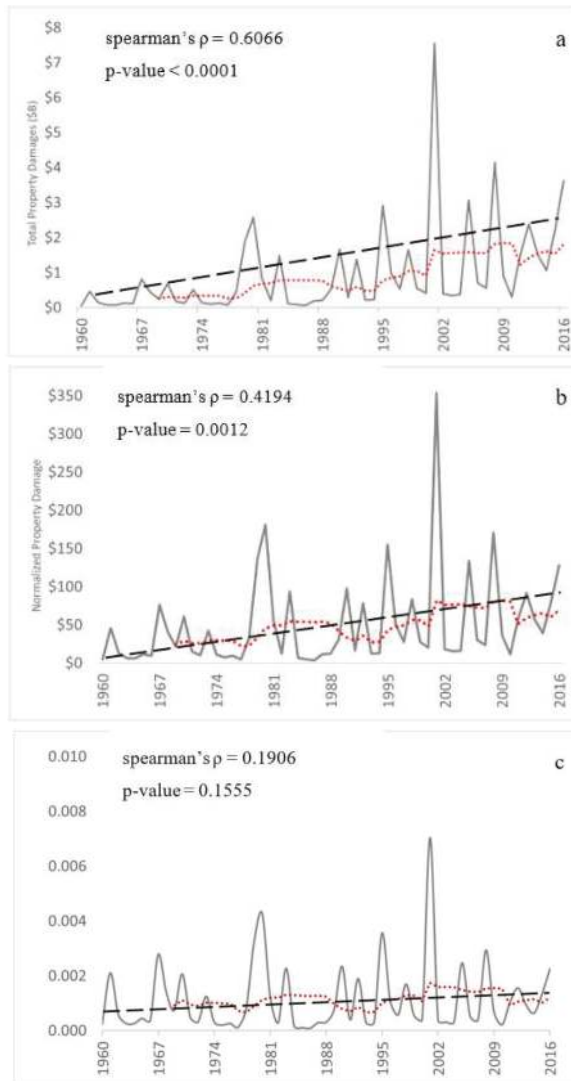 $8
$7
$6
$5
$4
$3
$2
$1
$0
Total Property Damages ($B)
spearman's ρ = 0.6066
p-value < 0.0001
a
1960 1967 1974 1981 1988 1995 2002 2009 2016
$350
$300
$250
$200
$150
$100
$50
$0
Normalized Property Damage
spearman's ρ = 0.4194
p-value = 0.0012
b
1960 1967 1974 1981 1988 1995 2002 2009 2016
0.010
0.008
0.006
0.004
0.002
0.000
spearman's ρ = 0.1906
p-value = 0.1555
c
1960 1967 1974 1981 1988 1995 2002 2009 2016